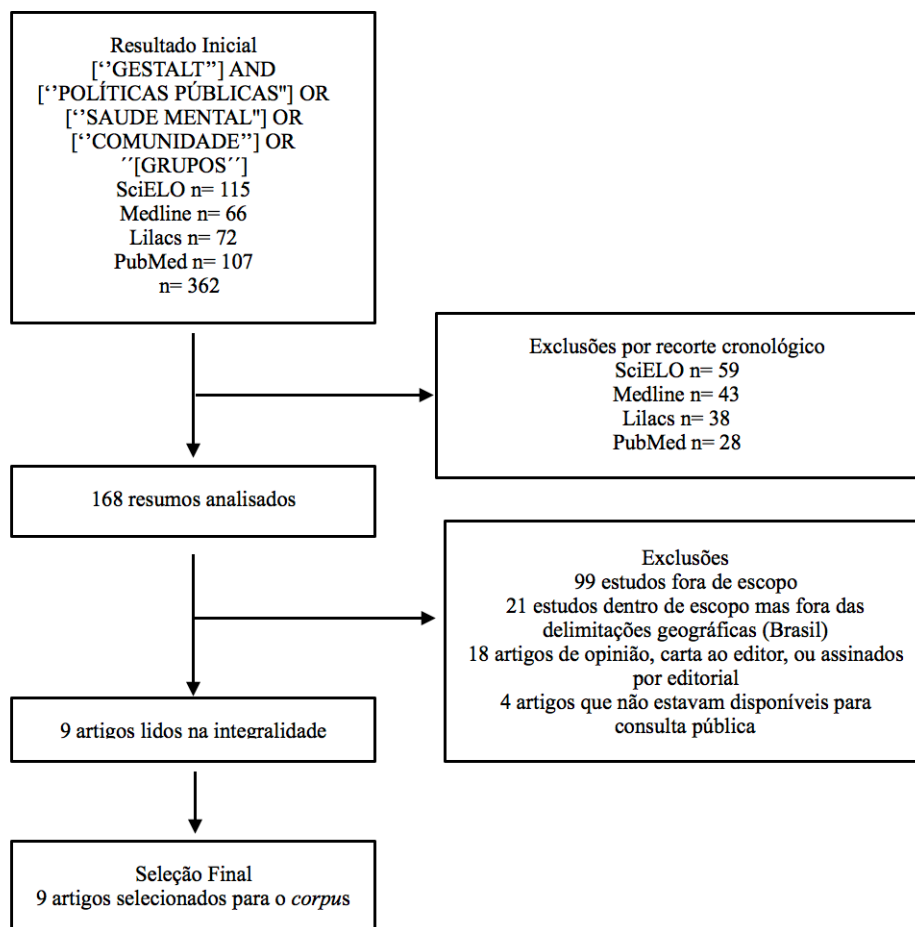 Resultado Inicial
[‘’GESTALT”] AND
[‘’POLÍTICAS PÚBLICAS"] OR
[‘’SAUDE MENTAL"] OR
[‘’COMUNIDADE’’] OR
´´[GRUPOS´´]
SciELO n= 115
Medline n= 66
Lilacs n= 72
PubMed n= 107
n= 362
Exclusões por recorte cronológico
SciELO n= 59
Medline n= 43
Lilacs n= 38
PubMed n= 28
168 resumos analisados
Exclusões
99 estudos fora de escopo
21 estudos dentro de escopo mas fora das
delimitações geográficas (Brasil)
18 artigos de opinião, carta ao editor, ou assinados
por editorial
4 artigos que não estavam disponíveis para
consulta pública
9 artigos lidos na integralidade
Seleção Final
9 artigos selecionados para o corpus